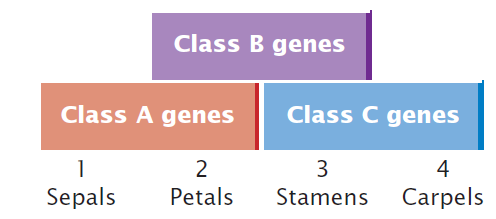 Class B genes
Class A genes
Class C genes
1 2 3 4
Sepals Petals Stamens Carpels